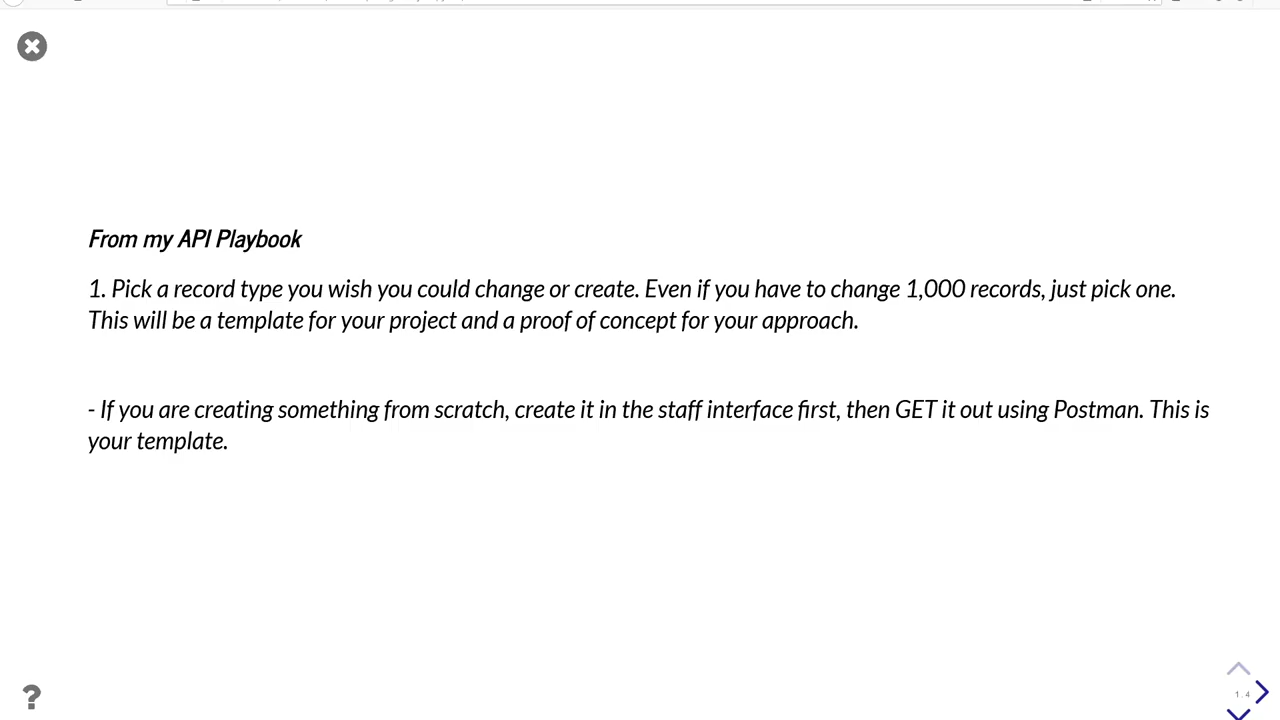 From my API Playbook
1. Pick a record type you wish you could change or create. Even if you have to change 1,000 records, just pick one.
This will be a template for your project and a proof of concept for your approach.
- If you are creating something from scratch, create it in the staff interface first, then GET it out using Postman. This is
your template.
?
1.4